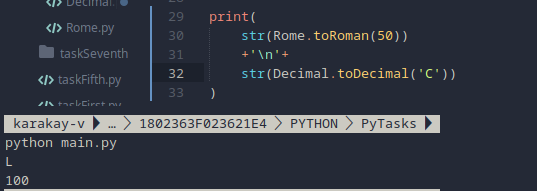 Decimal.
Rome.py
taskSeventh
taskFifth.py
taskFirst.py
29 print(
30 str(Rome.toRoman(50))
31 +'\n'+
32 str(Decimal.toDecimal('C'))
33 )
karakay-v … 1802363F023621E4 PYTHON PyTasks
python main.py
L
100